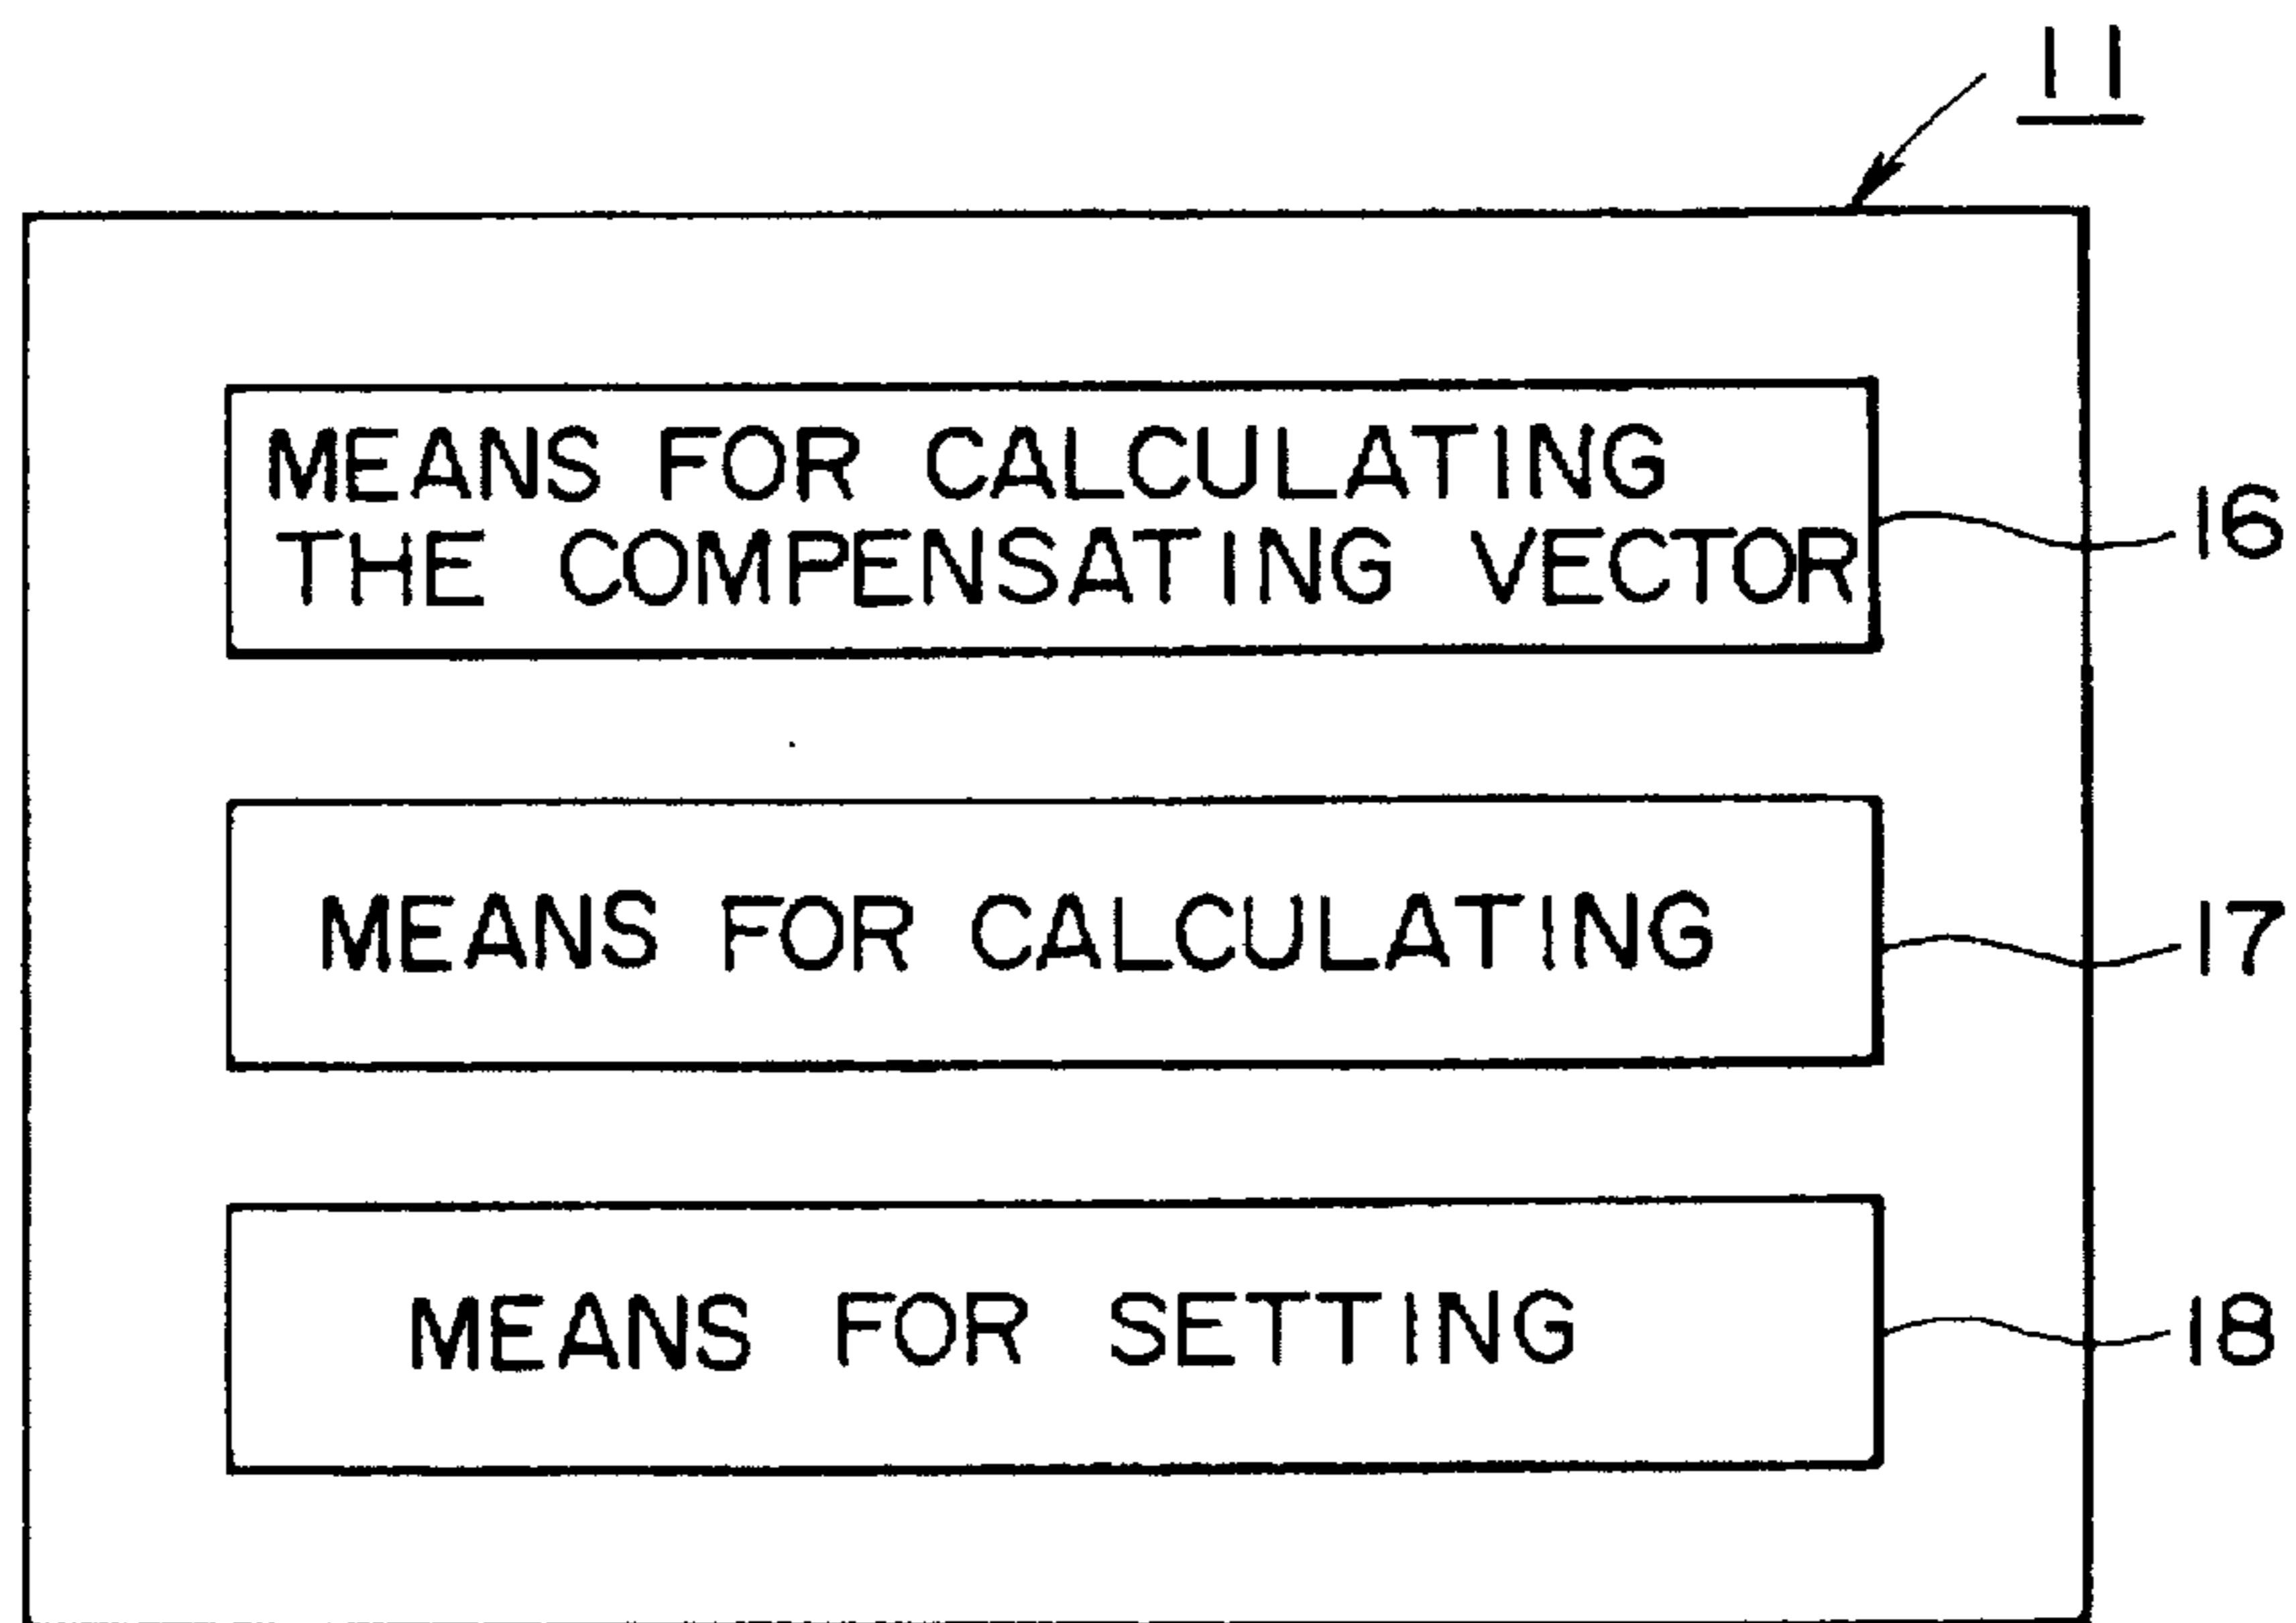 11
MEANS FOR CALCULATING
THE COMPENSATING VECTOR
16
MEANS FOR CALCULATING
17
MEANS FOR SETTING
18